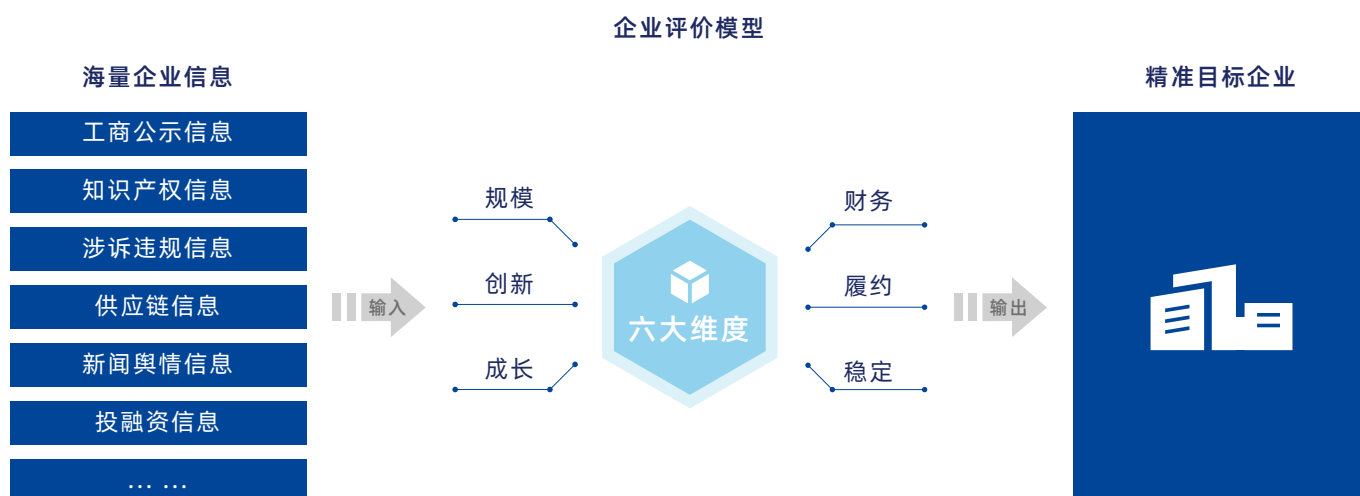 企业评价模型
海量企业信息
工商公示信息
知识产权信息
涉诉违规信息
供应链信息
新闻舆情信息
投融资信息
... ...
输入
规模
创新
成长
六大维度
财务
履约
稳定
输出
精准目标企业